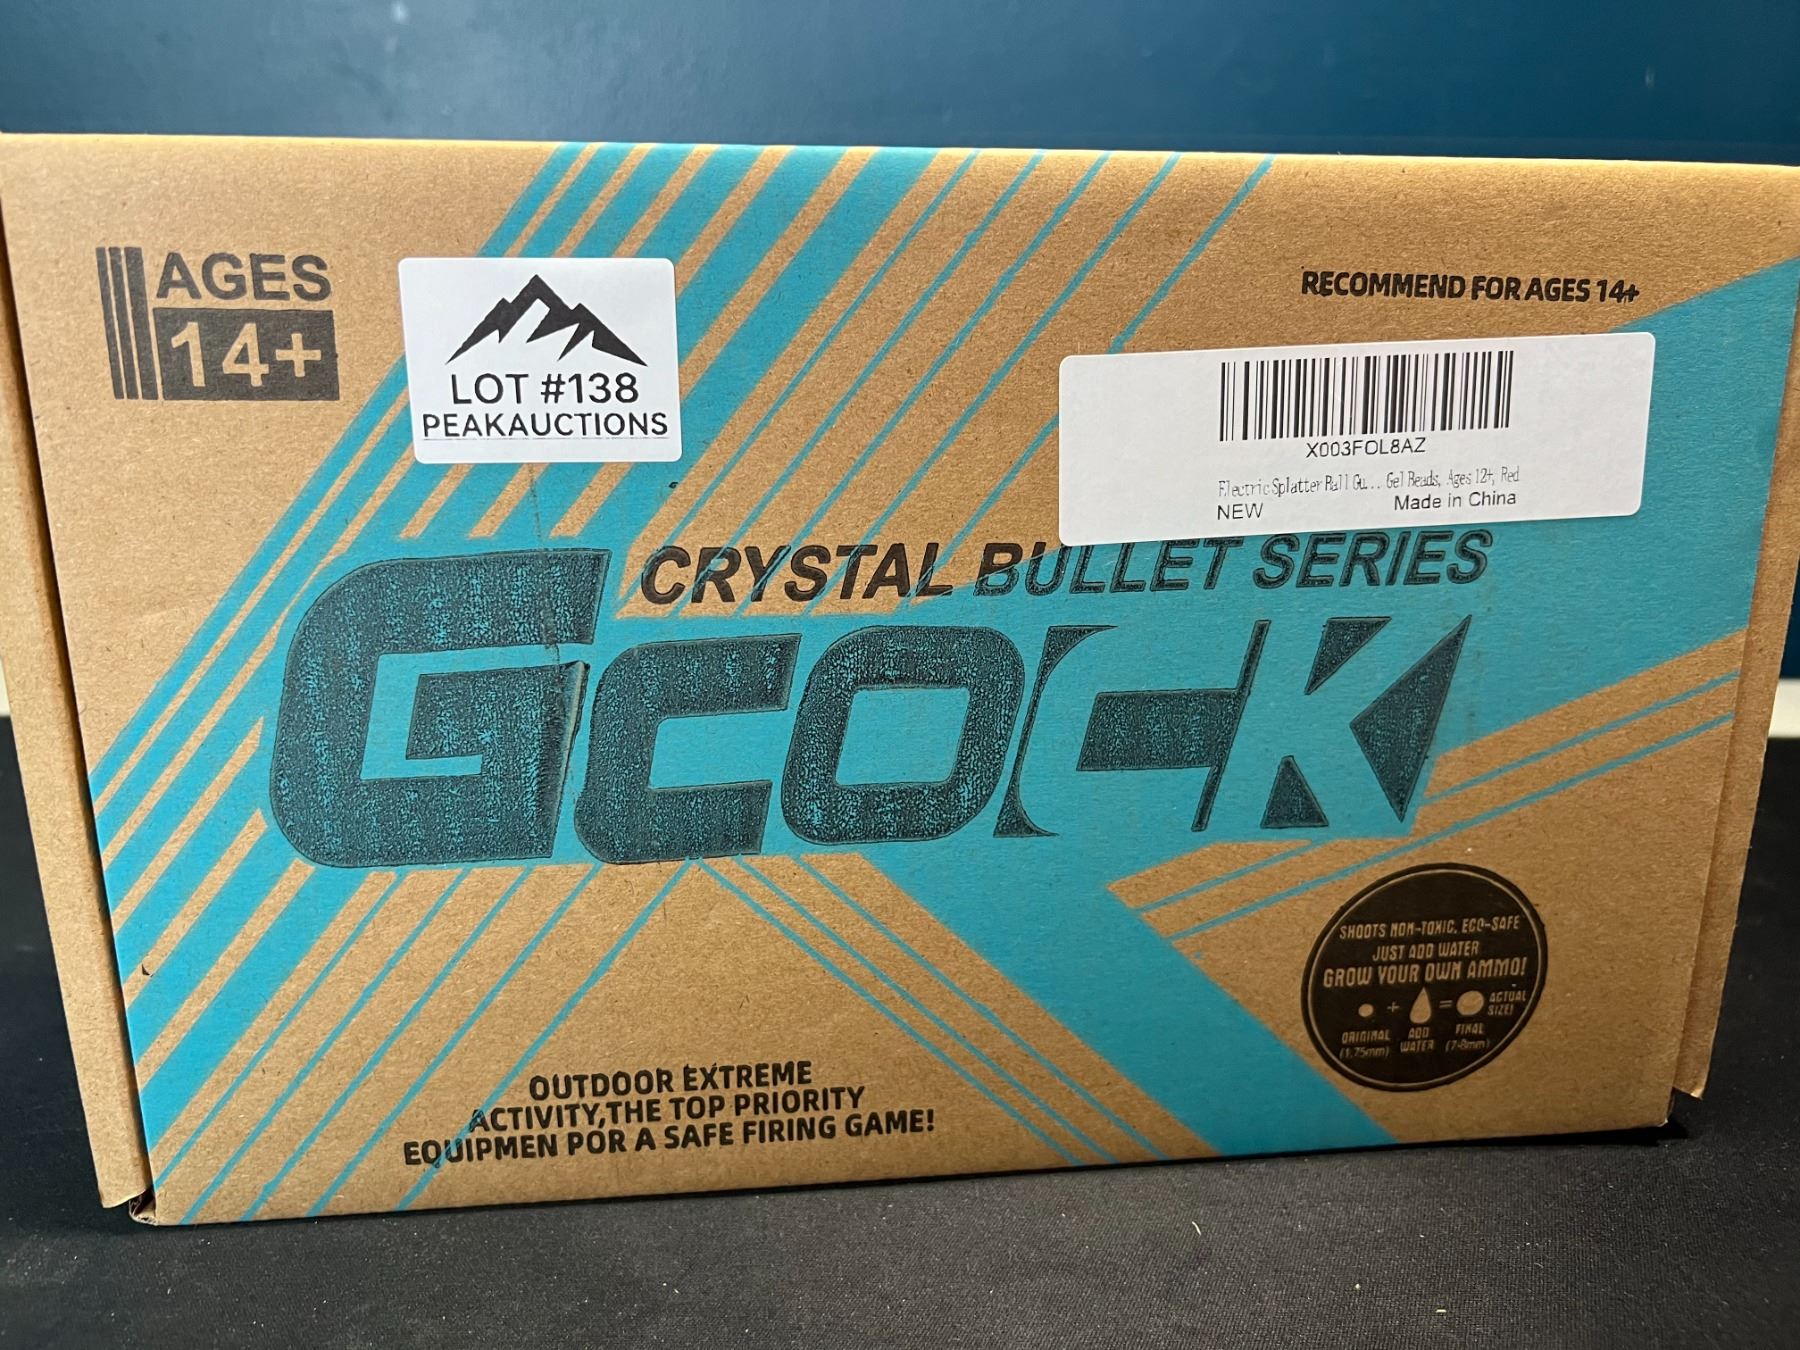 AGES
14+
LOT #138
PEAKAUCTIONS
RECOMMEND FOR AGES 14+
X003FOL8AZ
Electric Splatter Ball Gu... Gel Beads, Ages 12+, Red
NEW
Made in China
CRYSTAL BULLET SERIES
GCOCK
SHOOTS NON-TOXIC, ECO-SAFE
JUST ADD WATER
GROW YOUR OWN AMMO!
+ = ACTUAL SIZE!
ORIGINAL ADD FINAL
(1.75mm) WATER (7-8mm)
OUTDOOR EXTREME
ACTIVITY,THE TOP PRIORITY
EQUIPMEN POR A SAFE FIRING GAME!